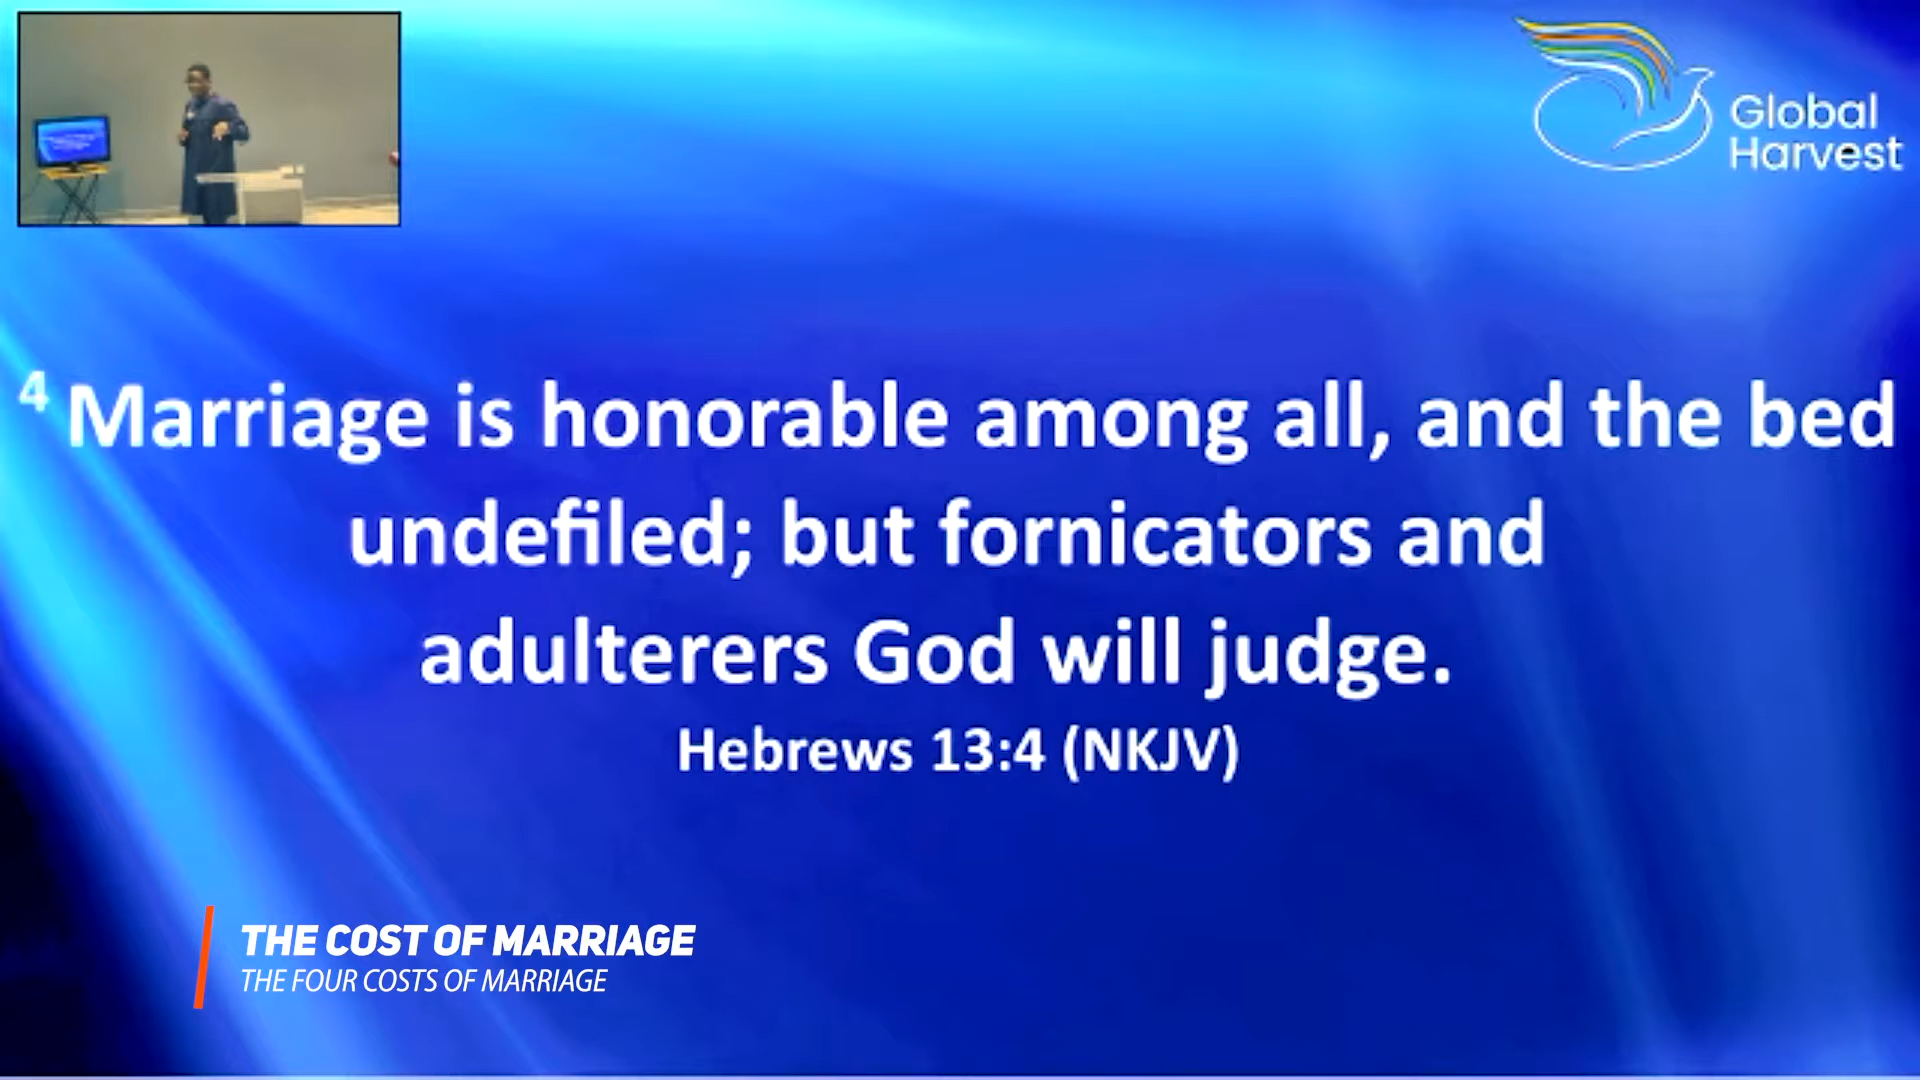 Global
Harvest
4 Marriage is honorable among all, and the bed
undefiled; but fornicators and
adulterers God will judge.
Hebrews 13:4 (NKJV)
THE COST OF MARRIAGE
THE FOUR COSTS OF MARRIAGE